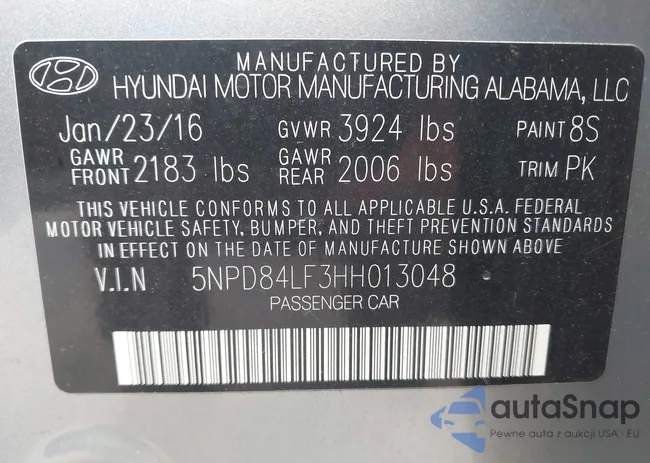 MANUFACTURED BY
HYUNDAI MOTOR MANUFACTURING ALABAMA, LLC
Jan/23/16 GVWR 3924 lbs PAINT 8S
GAWR FRONT 2183 lbs GAWR REAR 2006 lbs TRIM PK
THIS VEHICLE CONFORMS TO ALL APPLICABLE U.S.A. FEDERAL
MOTOR VEHICLE SAFETY, BUMPER, AND THEFT PREVENTION STANDARDS
IN EFFECT ON THE DATE OF MANUFACTURE SHOWN ABOVE
V.I.N 5NPD84LF3HH013048
PASSENGER CAR
autaSnap
Pewne auta z aukcji USA i EU